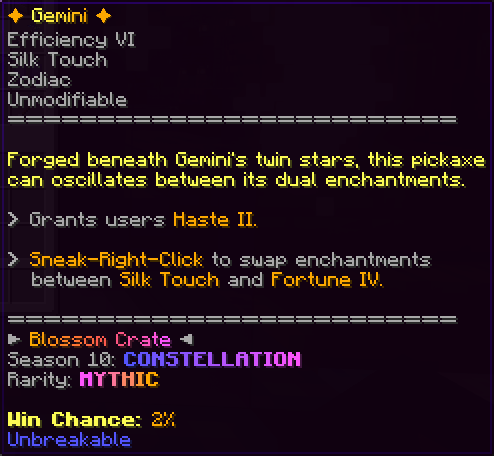 ✦ Gemini ✦
Efficiency VI
Silk Touch
Zodiac
Unmodifiable
============================
Forged beneath Gemini's twin stars, this pickaxe
can oscillates between its dual enchantments.
> Grants users Haste II.
> Sneak-Right-Click to swap enchantments
between Silk Touch and Fortune IV.
============================
► Blossom Crate ◄
Season 10: CONSTELLATION
Rarity: MYTHIC
Win Chance: 2%
Unbreakable